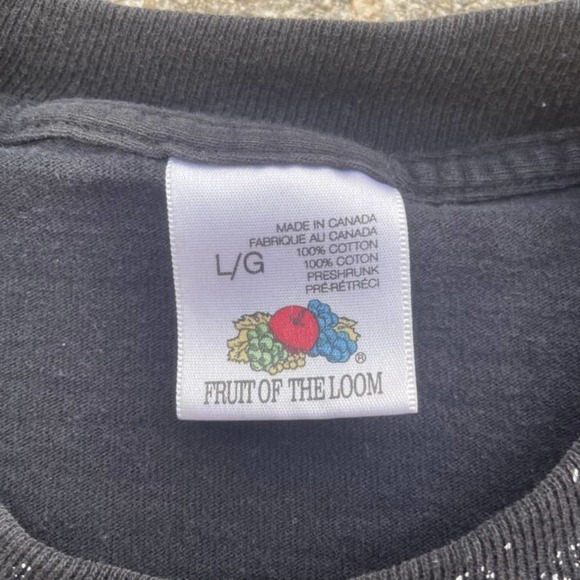 MADE IN CANADA
FABRIQUE AU CANADA
100% COTTON
100% COTON
PRESHRUNK
PRÉ-RÉTRÉCI
L/G
®
FRUIT OF THE LOOM